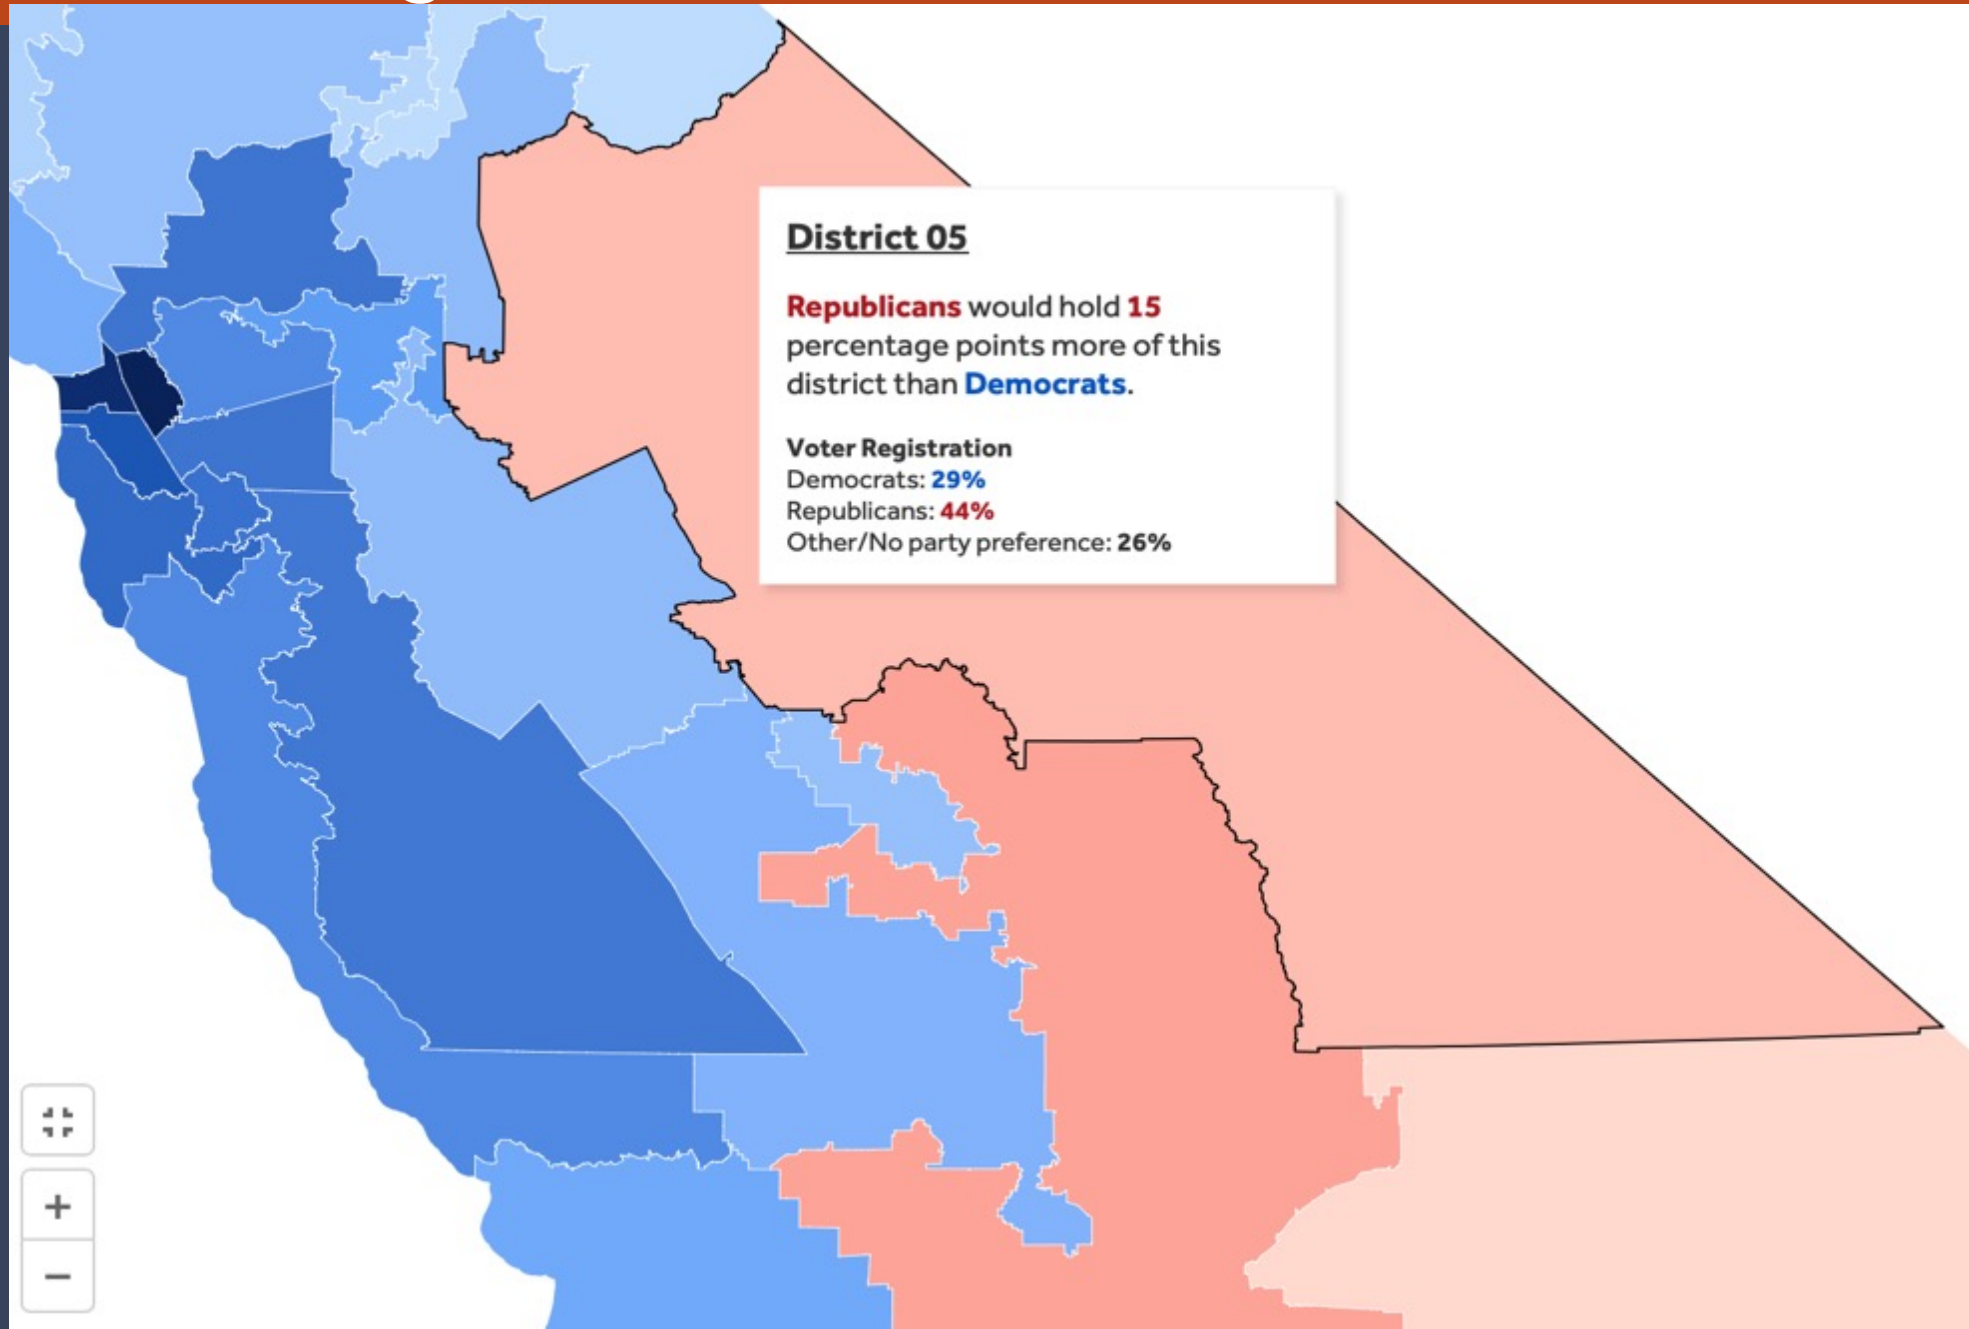 District 05
Republicans would hold 15
percentage points more of this
district than Democrats.
Voter Registration
Democrats: 29%
Republicans: 44%
Other/No party preference: 26%
+
−